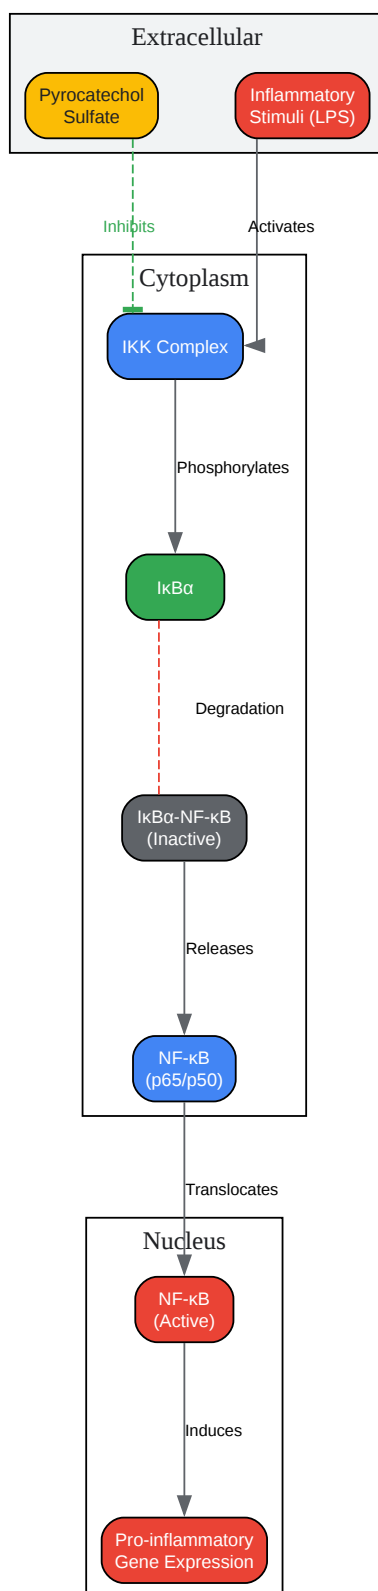 Extracellular
Pyrocatechol
Sulfate
Inflammatory
Stimuli (LPS)
Inhibits
Activates
Cytoplasm
IKK Complex
Phosphorylates
IκBα
Degradation
IκBα-NF-κB
(Inactive)
Releases
NF-κB
(p65/p50)
Translocates
Nucleus
NF-κB
(Active)
Induces
Pro-inflammatory
Gene Expression